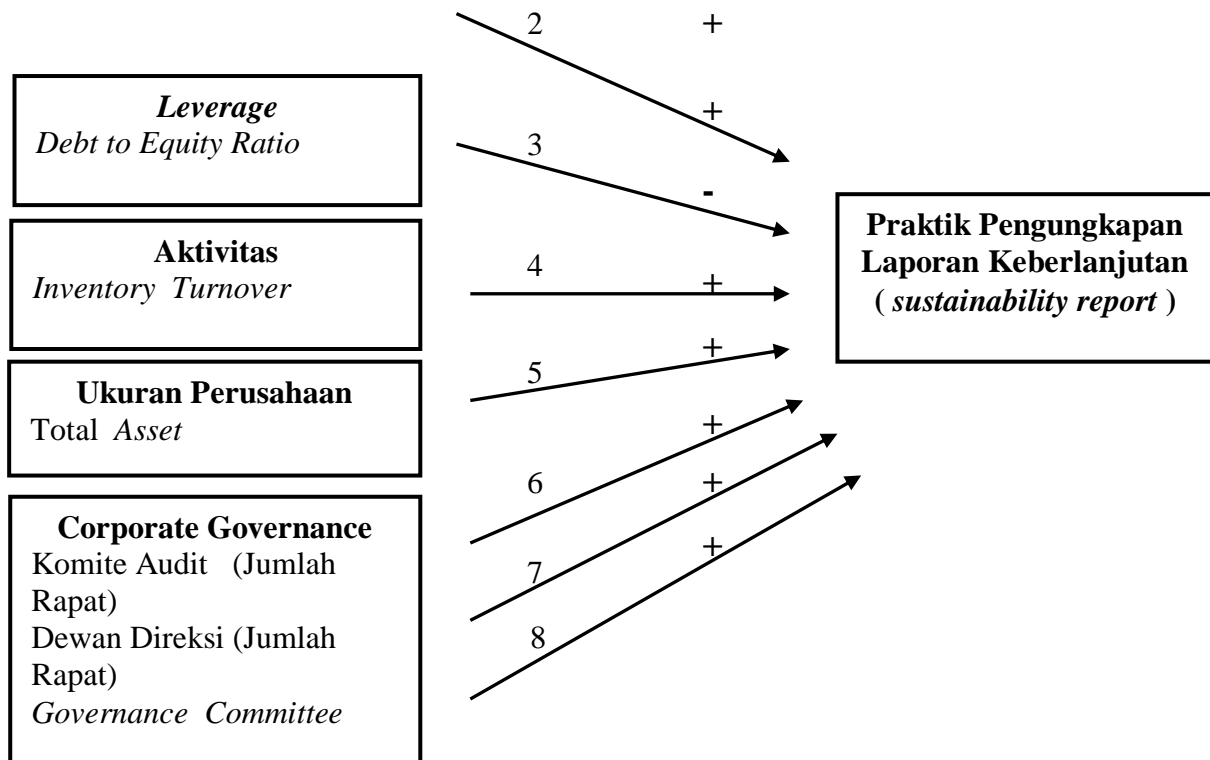 2 +
Leverage
Debt to Equity Ratio
+
3
-
Aktivitas
Inventory Turnover
4
+
Praktik Pengungkapan
Laporan Keberlanjutan
( sustainability report )
Ukuran Perusahaan
Total Asset
+
5
+
6
+
Corporate Governance
Komite Audit (Jumlah
Rapat)
Dewan Direksi (Jumlah
Rapat)
Governance Committee
+
7
8